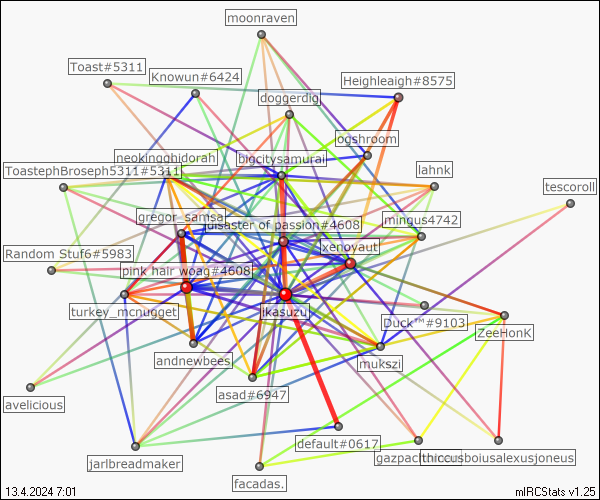 moonraven
Toast#5311
Knowun#6424
Heighleigh#8575
doggerdig
ogshroom
neokingghidorah
bigcitysamurai
ToastephBroseph5311#5311
lahnk
tescoroll
gregor_samsa
disaster of passion#4608
mingus4742
xenoyaut
Random Stuf6#5983
pink hair woag#4608
turkey_mcnugget
ikasuzu
Duck™#9103
ZeeHonK
andnewbees
mukszi
asad#6947
avelicious
default#0617
jarlbreadmaker
thiccusboiusalexusjoneus
facadas.
13.4.2024 7:01
mIRCStats v1.25